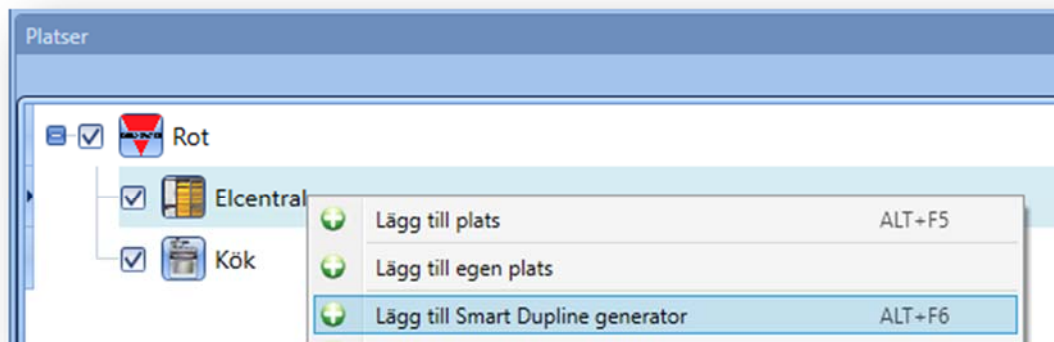 Platser
Rot
Elcentral
Lägg till plats ALT+F5
Kök
Lägg till egen plats
Lägg till Smart Dupline generator ALT+F6